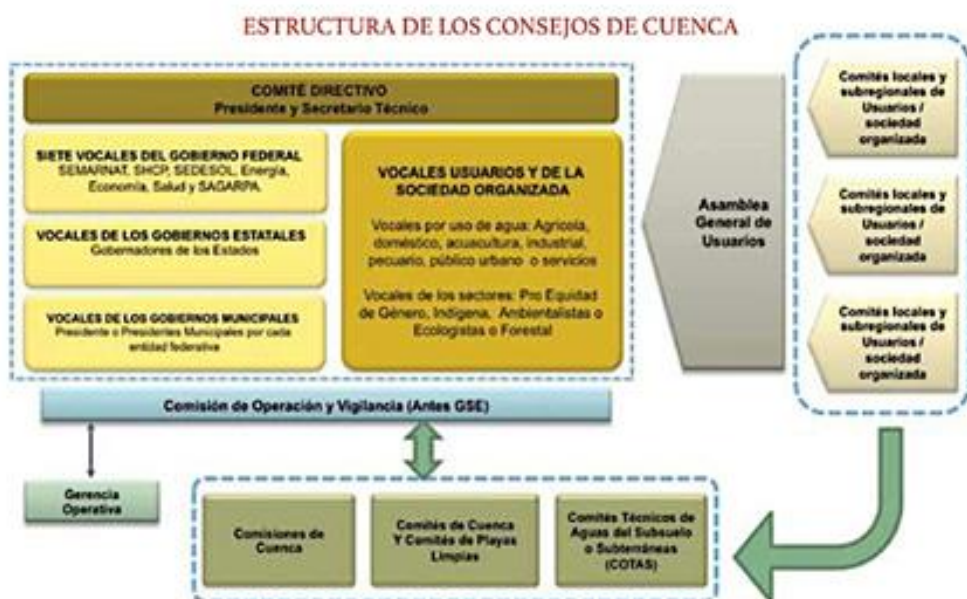 ESTRUCTURA DE LOS CONSEJOS DE CUENCA
COMITÉ DIRECTIVO
Presidente y Secretario Técnico
SIETE VOCALES DEL GOBIERNO FEDERAL
SEMARNAT, SHCP, SEDESOL, Energía,
Economía, Salud y SAGARPA.
VOCALES DE LOS GOBIERNOS ESTATALES
Gobernadores de los Estados
VOCALES DE LOS GOBIERNOS MUNICIPALES
Presidente o Presidentes Municipales por cada
entidad federativa
VOCALES USUARIOS Y DE LA
SOCIEDAD ORGANIZADA
Vocales por uso de agua: Agrícola,
doméstico, acuacultura, industrial,
pecuario, público urbano o servicios
Vocales de los sectores: Pro Equidad
de Género, Indígena, Ambientalistas o
Ecologistas o Forestal
Asamblea
General de
Usuarios
Comités locales y
subregionales de
Usuarios /
sociedad
organizada
Comités locales y
subregionales de
Usuarios /
sociedad
organizada
Comités locales y
subregionales de
Usuarios /
sociedad
organizada
Comisión de Operación y Vigilancia (Antes GSE)
Gerencia
Operativa
Comisiones de
Cuenca
Comités de Cuenca
Y Comités de Playas
Limpias
Comités Técnicos de
Aguas del Subsuelo
o Subterráneas
(COTAS)